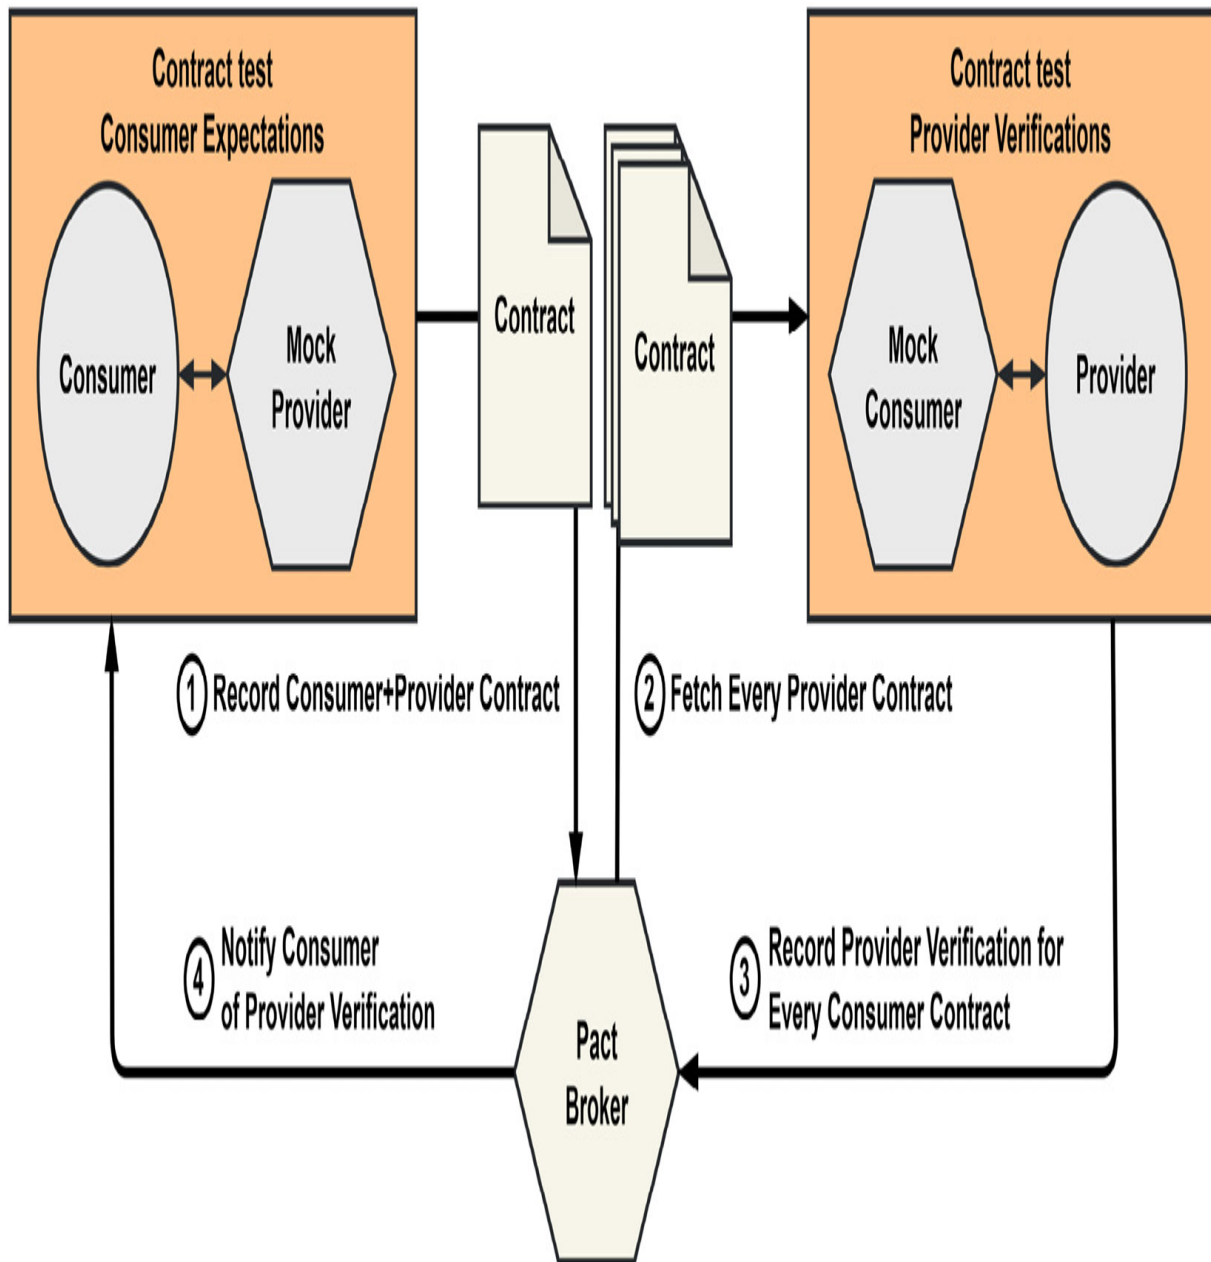 Contract test
Consumer Expectations
Consumer
Mock
Provider
Contract
Contract
Contract test
Provider Verifications
Mock
Consumer
Provider
1 Record Consumer+Provider Contract
2 Fetch Every Provider Contract
4 Notify Consumer
of Provider Verification
3 Record Provider Verification for
Every Consumer Contract
Pact
Broker